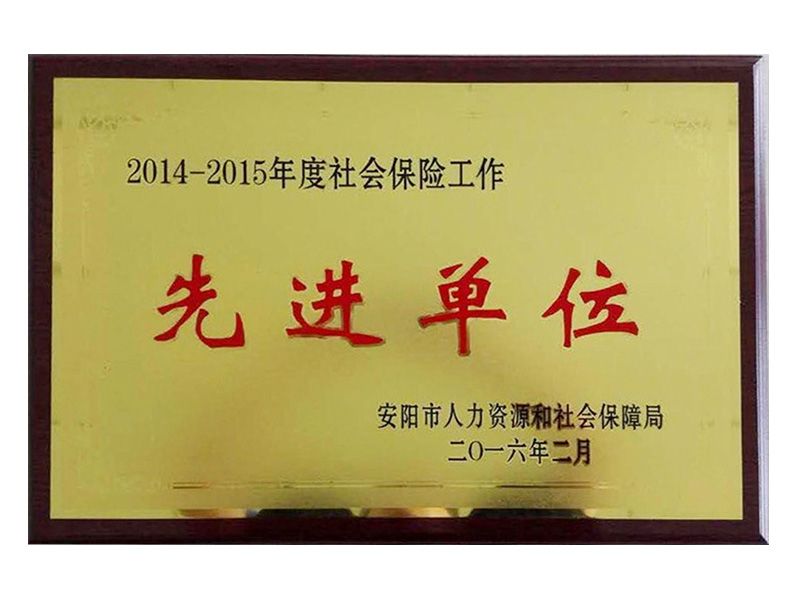 2014-2015年度社会保险工作
先进单位
安阳市人力资源和社会保障局
二〇一六年二月